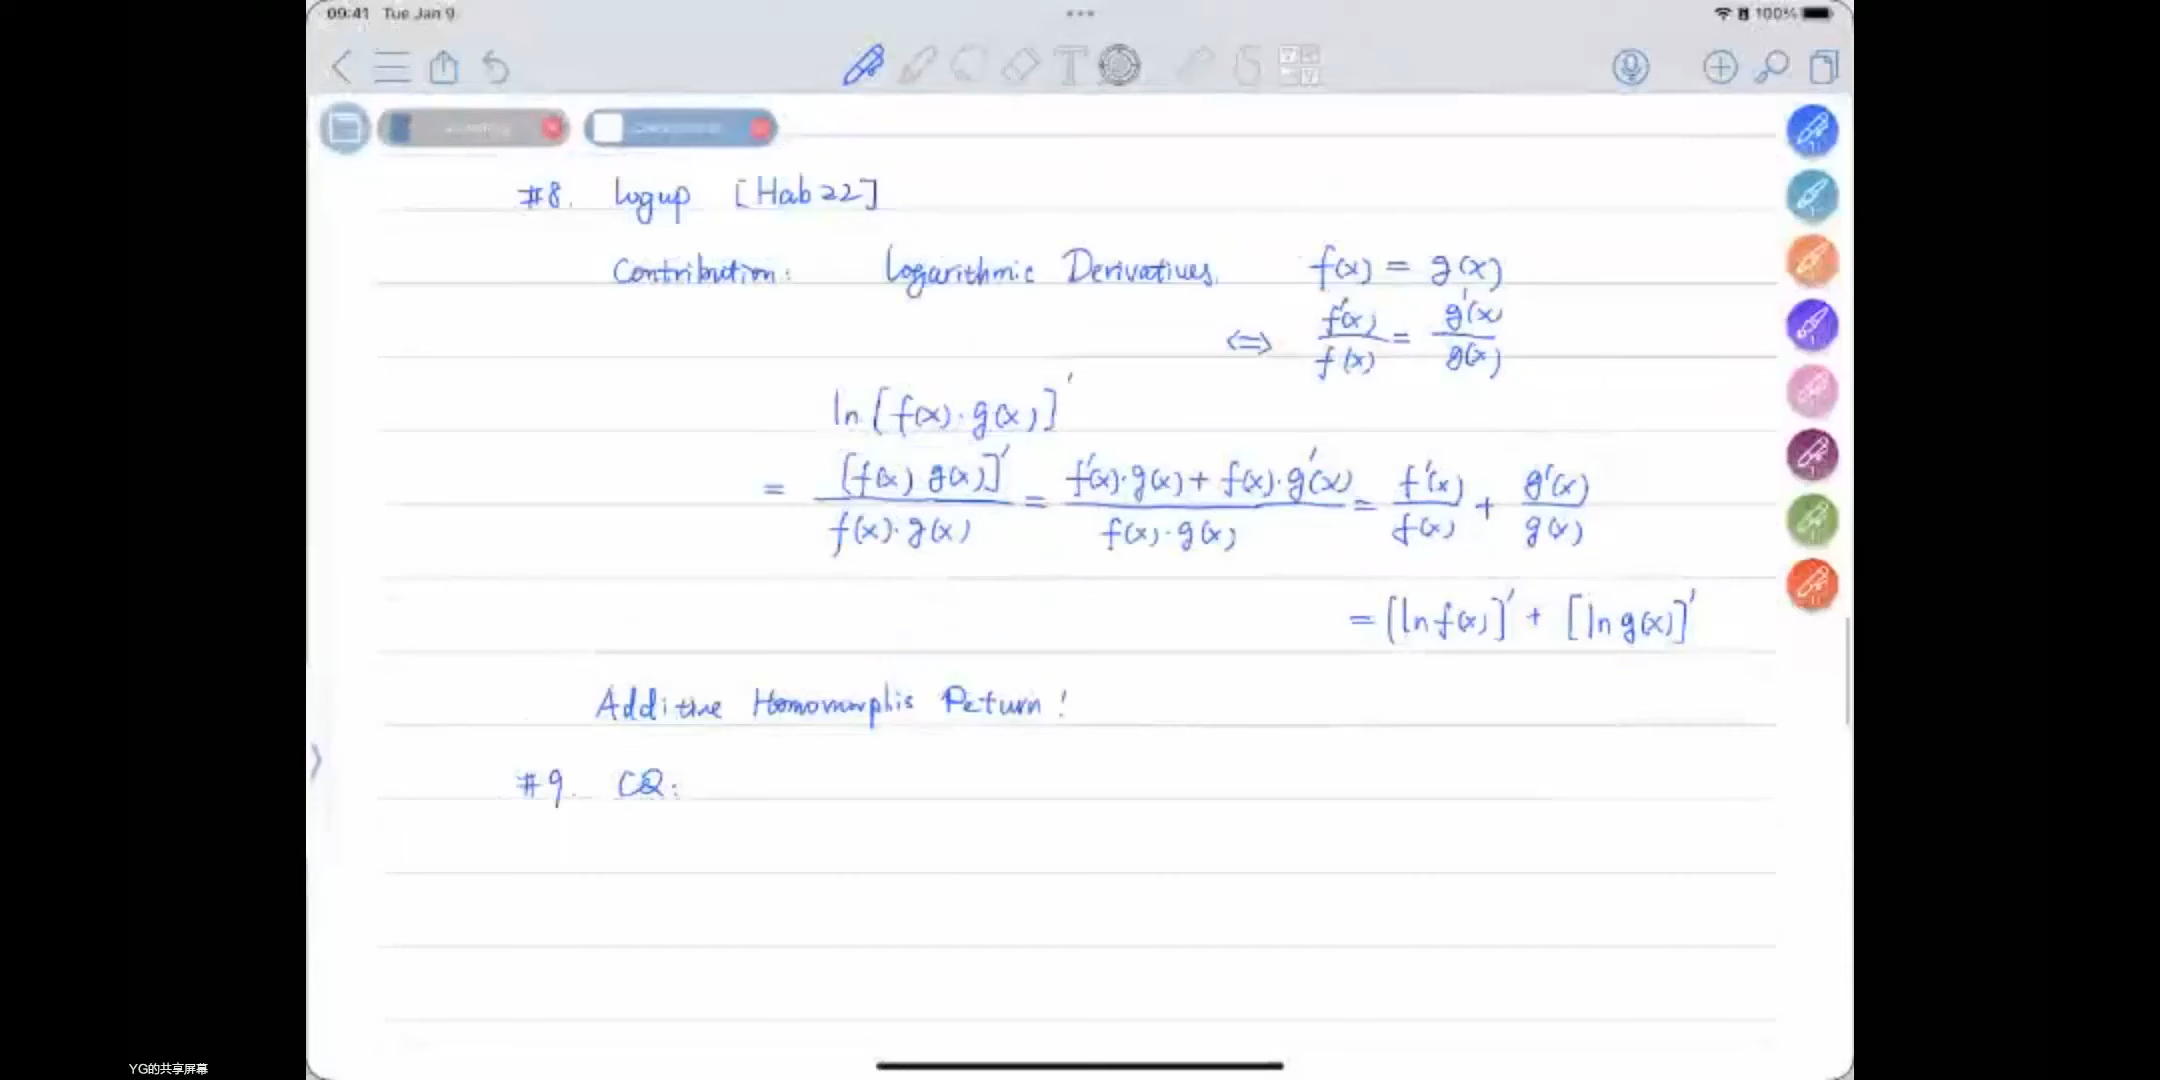 09:41 Tue Jan 9
100%
#8. logup [Hab22]
Contribution: Logarithmic Derivatives. f(x) = g(x)
⇔ f'(x)/f(x) = g'(x)/g(x)
ln[f(x)·g(x)]'
= [f(x) g(x)]'/f(x)·g(x) = f'(x)·g(x) + f(x)·g'(x)/f(x)·g(x) = f'(x)/f(x) + g'(x)/g(x)
= [ln f(x)]' + [ln g(x)]'
Additive Homomorphis Return!
#9. CQ:
YG的共享屏幕